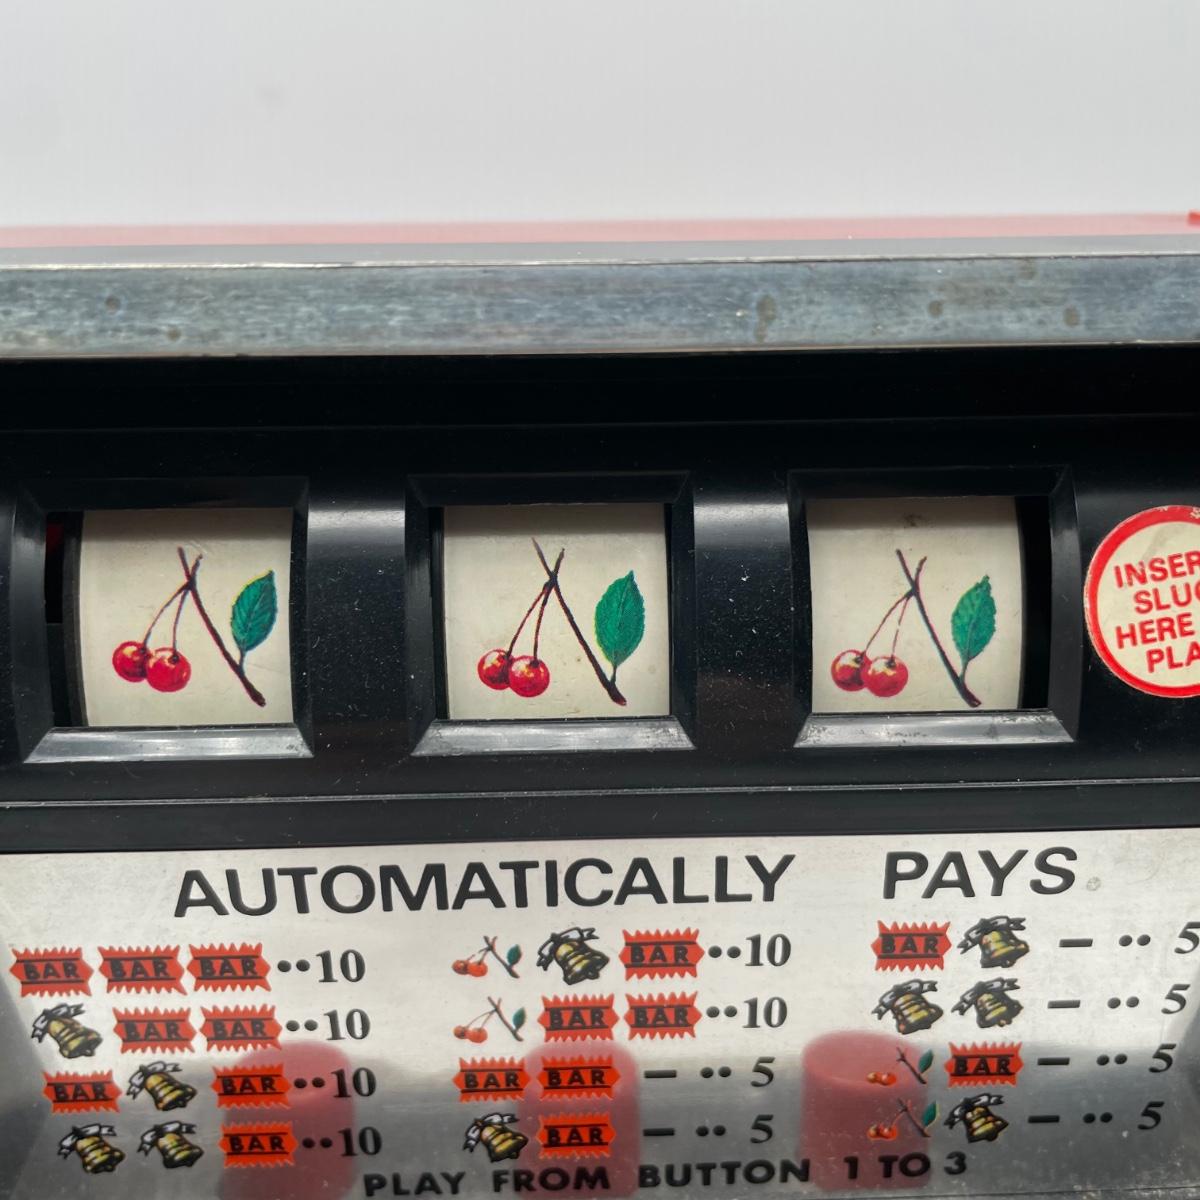 INSER
SLUG
HERE
PLA
AUTOMATICALLY PAYS
BAR BAR BAR ••10 BAR ••10 BAR — •• 5
BAR BAR ••10 BAR BAR ••10 — •• 5
BAR BAR ••10 BAR BAR — •• 5 BAR — •• 5
BAR ••10 BAR — •• 5 — •• 5
PLAY FROM BUTTON 1 TO 3